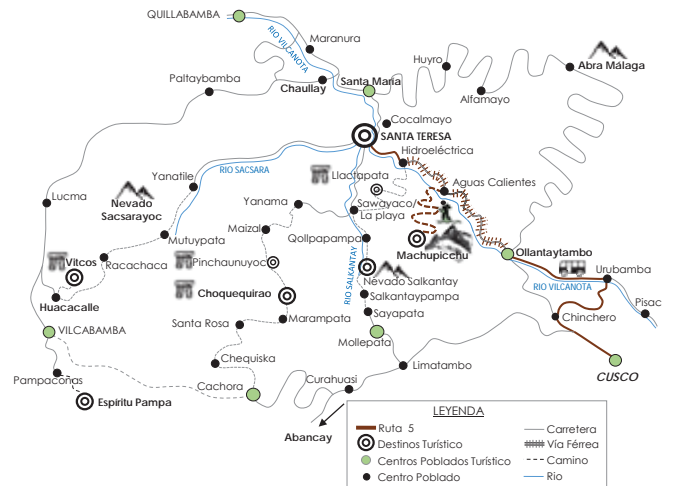 QUILLABAMBA
RIO VILCANOTA
Maranura
Huyro
Abra Málaga
Paltaybamba
Chaullay
Santa Maria
Alfamayo
Cocalmayo
SANTA TERESA
Hidroeléctrica
RIO SACSARA
Llactapata
Yanatile
Aguas Calientes
Lucma
Nevado
Sacsarayoc
Yanama
Sawayaco/
La playa
Maizal
Mutuypata
Qollpapampa
Machupicchu
Ollantaytambo
Vitcos
Racachaca
Pinchaunuyoc
RIO SALKANTAY
Nevado Salkantay
Urubamba
RIO VILCANOTA
Huacacalle
Choquequirao
Salkantaypampa
Pisac
Sayapata
Chinchero
Santa Rosa
Marampata
VILCABAMBA
Mollepata
Chequiska
Limatambo
CUSCO
Pampaconas
Cachora
Curahuasi
Espíritu Pampa
Abancay
LEYENDA
Ruta 5
Destinos Turístico
Centros Poblados Turístico
Centro Poblado
Carretera
Vía Férrea
Camino
Rio